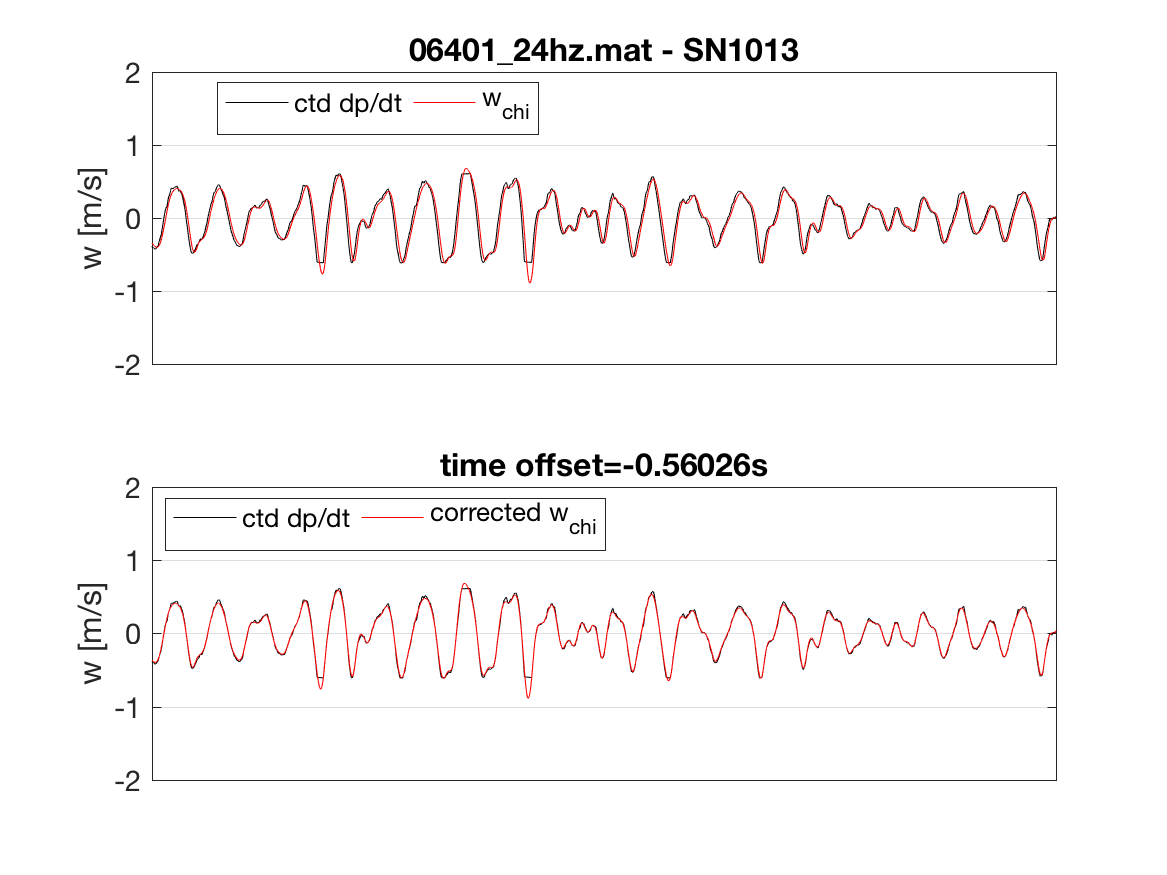 06401_24hz.mat - SN1013
2
ctd dp/dt w_chi
1
w [m/s]
0
-1
-2
time offset=-0.56026s
2
ctd dp/dt corrected w_chi
1
w [m/s]
0
-1
-2